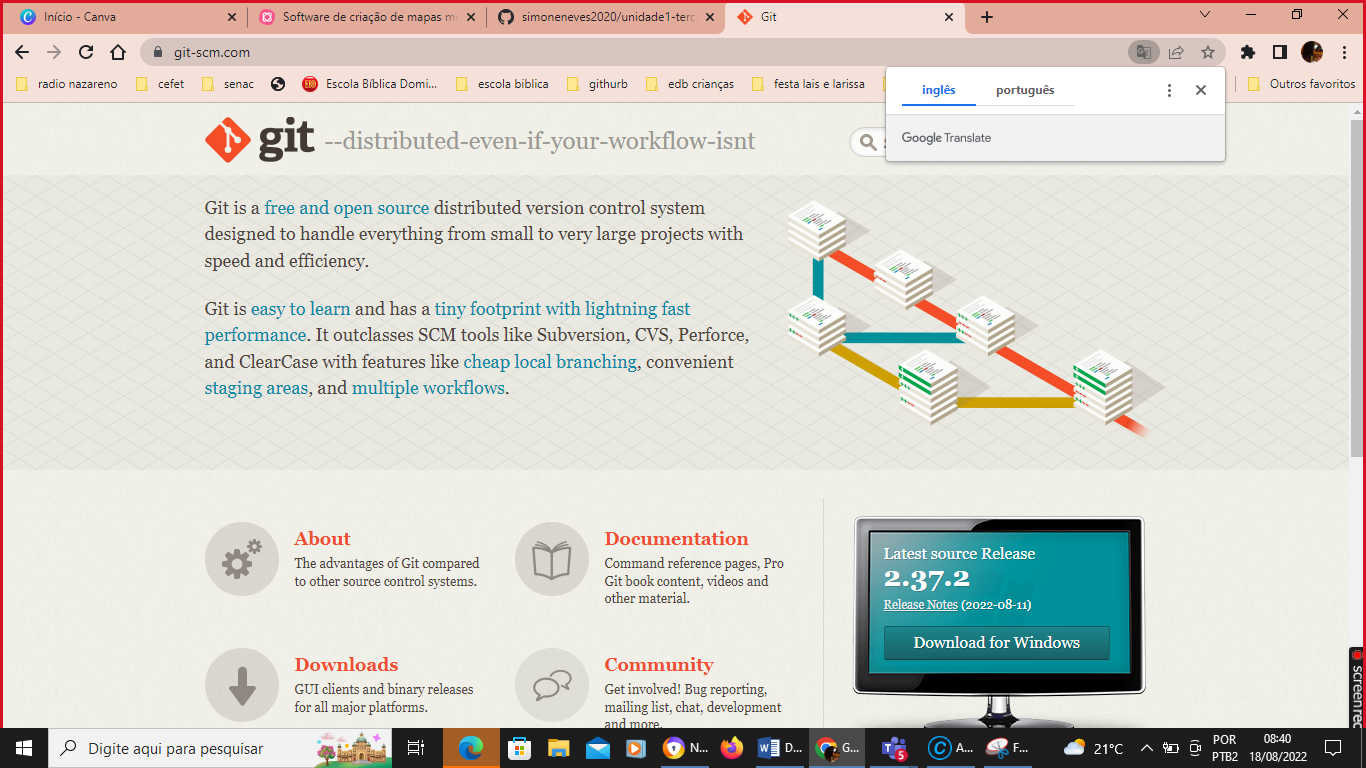 Início - Canva
Software de criação de mapas me
simoneneves2020/unidade1-terc
Git
git-scm.com
radio nazareno
cefet
senac
EBD
Escola Bíblica Domi...
escola biblica
githurb
edb crianças
festa lais e larissa
Outros favoritos
inglês
português
Google Translate
git --distributed-even-if-your-workflow-isnt
Git is a free and open source distributed version control system
designed to handle everything from small to very large projects with
speed and efficiency.
Git is easy to learn and has a tiny footprint with lightning fast
performance. It outclasses SCM tools like Subversion, CVS, Perforce,
and ClearCase with features like cheap local branching, convenient
staging areas, and multiple workflows.
About
The advantages of Git compared
to other source control systems.
Documentation
Command reference pages, Pro
Git book content, videos and
other material.
Downloads
GUI clients and binary releases
for all major platforms.
Community
Get involved! Bug reporting,
mailing list, chat, development
and more.
Latest source Release
2.37.2
Release Notes (2022-08-11)
Download for Windows
screenrec
Digite aqui para pesquisar
N...
D...
G...
5
A...
F...
21°C
POR
PTB2
08:40
18/08/2022